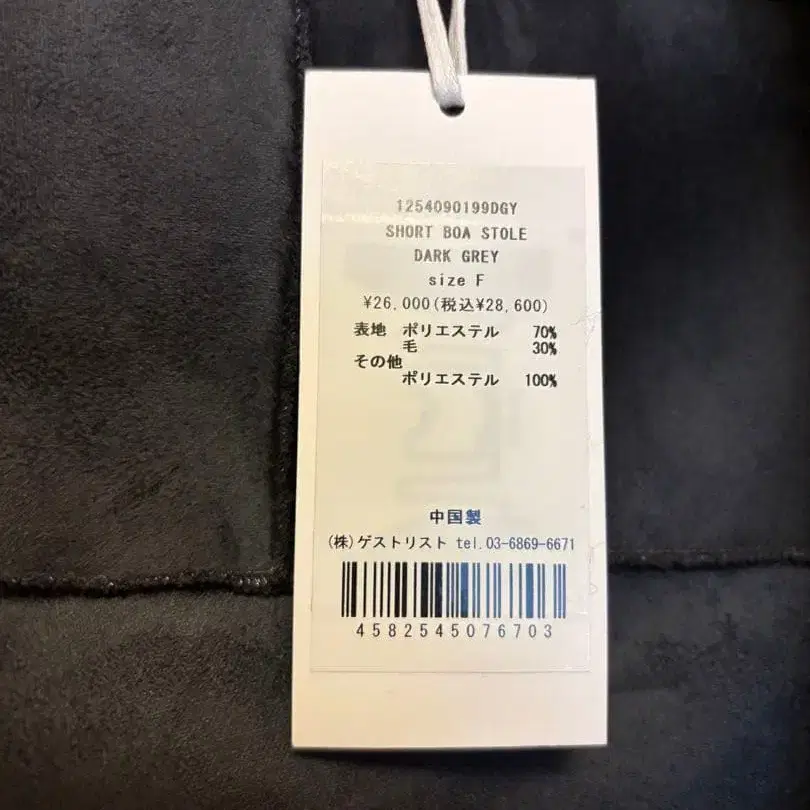 1254090199DGY
SHORT BOA STOLE
DARK GREY
size F
¥26,000(税込¥28,600)
表地 ポリエステル 70%
毛 30%
その他
ポリエステル 100%
中国製
(株)ゲストリスト tel.03-6869-6671
4582545076703